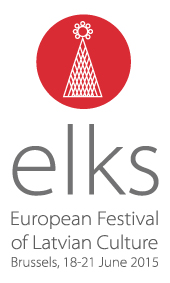 elks
European Festival
of Latvian Culture
Brussels, 18-21 June 2015